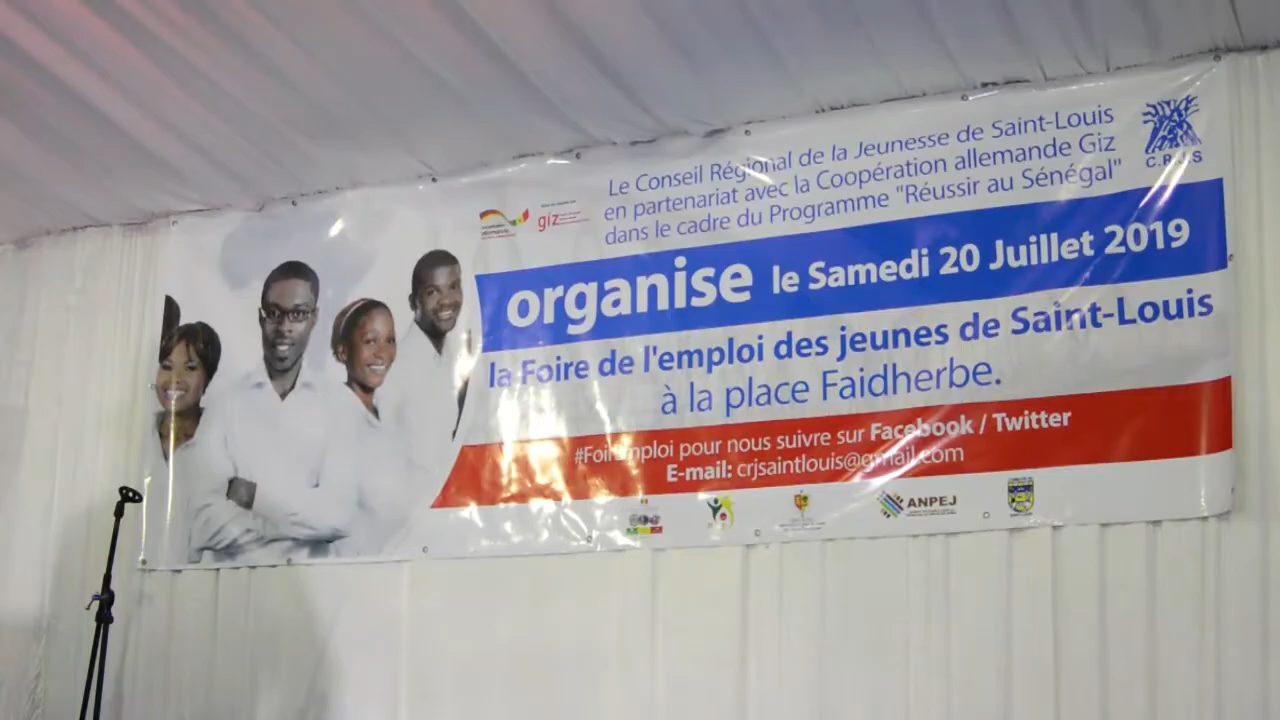 Le Conseil Régional de la Jeunesse de Saint-Louis
en partenariat avec la Coopération allemande Giz
dans le cadre du Programme "Réussir au Sénégal"
C.R.J.S
giz
organise le Samedi 20 Juillet 2019
la Foire de l'emploi des jeunes de Saint-Louis
à la place Faidherbe.
#Foiremploi pour nous suivre sur Facebook / Twitter
E-mail: crjsaintlouis@gmail.com
ANPEJ